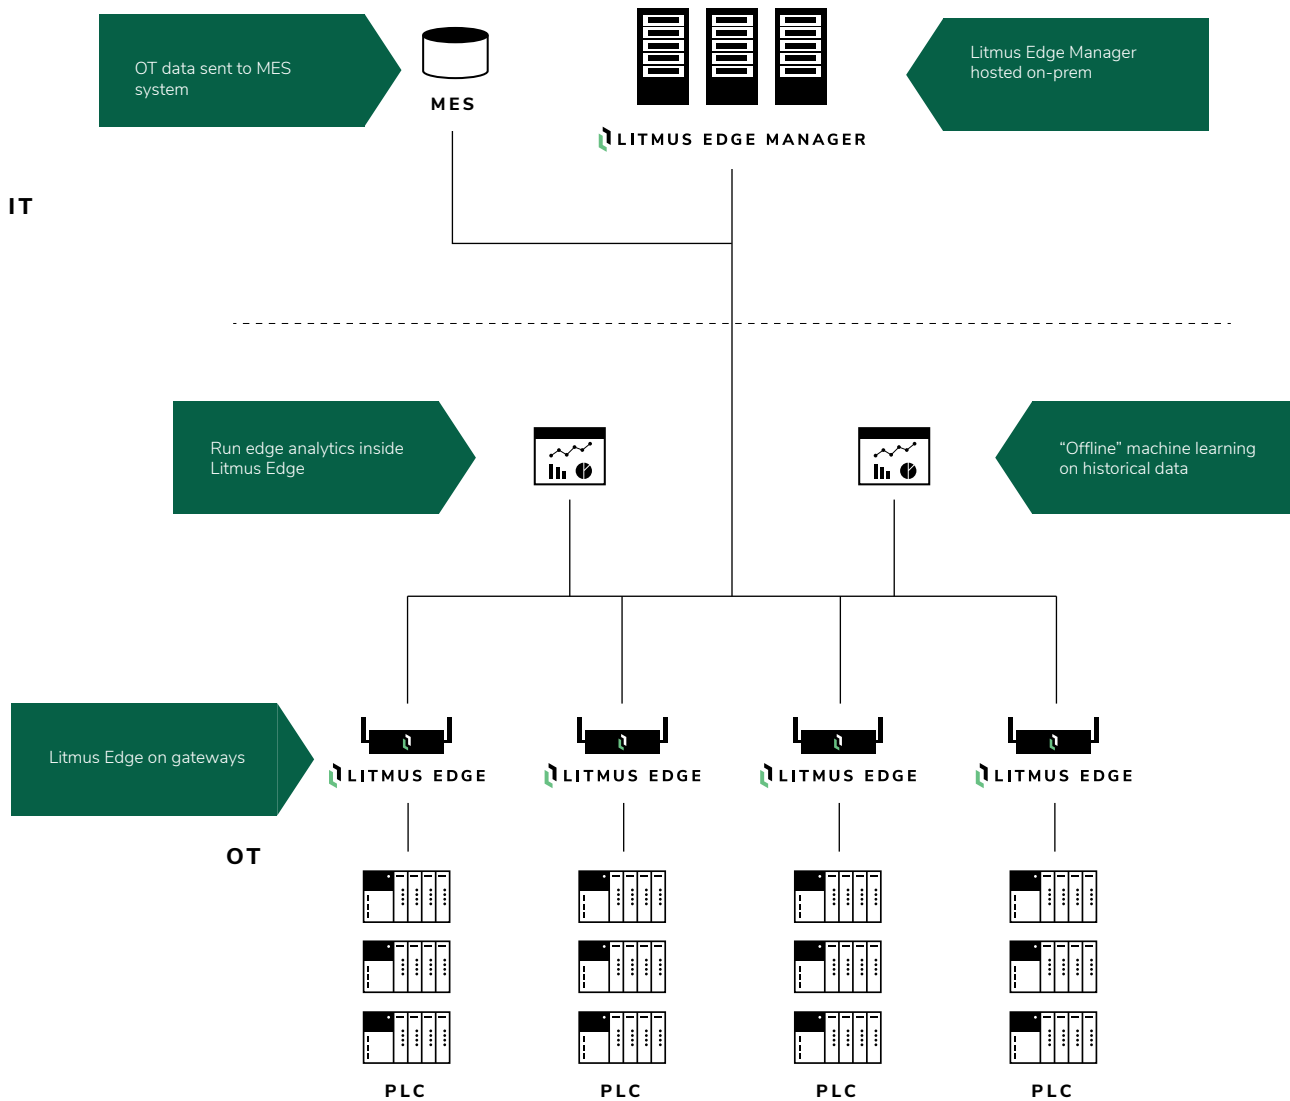 OT data sent to MES
system
MES
LITMUS EDGE MANAGER
Litmus Edge Manager
hosted on-prem
IT
Run edge analytics inside
Litmus Edge
“Offline” machine learning
on historical data
Litmus Edge on gateways
LITMUS EDGE
LITMUS EDGE
LITMUS EDGE
LITMUS EDGE
OT
PLC
PLC
PLC
PLC